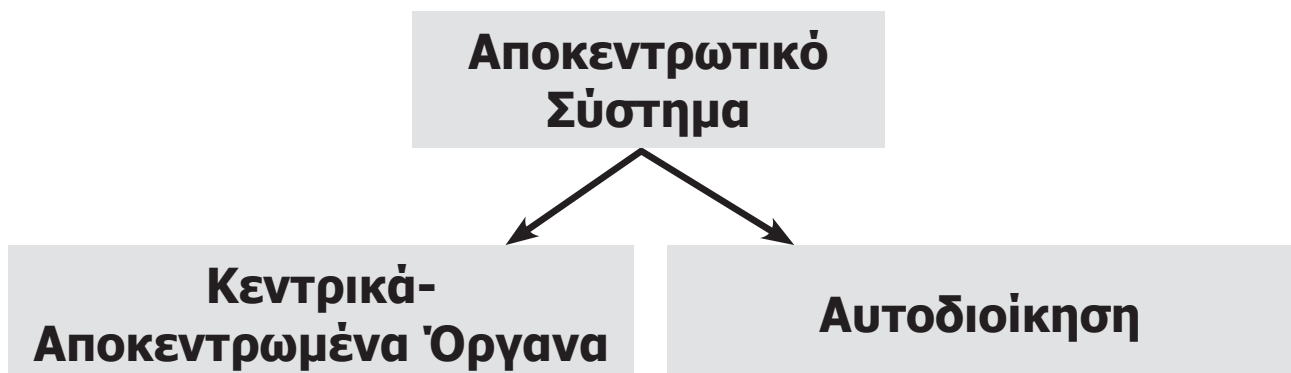 Αποκεντρωτικό
Σύστημα
Κεντρικά-
Αποκεντρωμένα Όργανα
Αυτοδιοίκηση